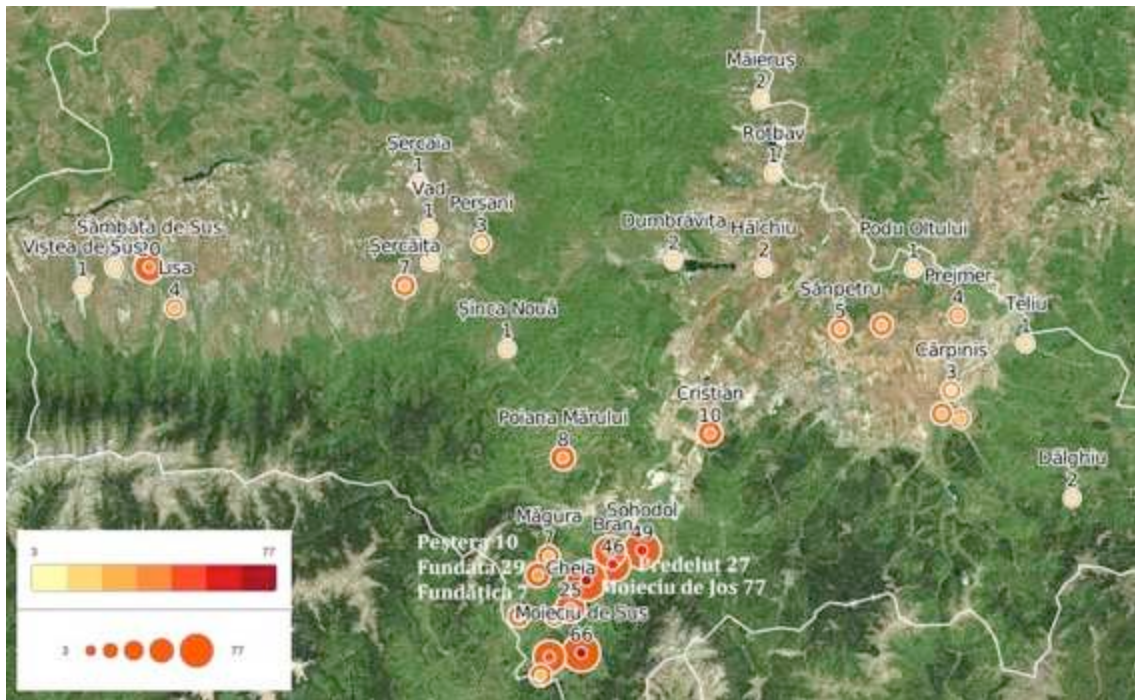 Măieruș
2
Rotbav
1
Șercaia
1
Vad
1
Perșani
3
Sâmbăta de Sus
Viștea de Sus
1
Lisa
4
Șercăița
7
Dumbrăvița
2
Hălchiu
2
Podu Oltului
1
Prejmer
4
Sânpetru
5
Teliu
1
Șinca Nouă
1
Cărpiniș
3
Cristian
10
Poiana Mărului
8
Dălghiu
2
Măgura
7
Sohodol
49
Bran
46
Peștera 10
Fundata 29
Fundățica 7
Cheia
25
Predeluț 27
Moieciu de Jos 77
Moieciu de Sus
66
3 77
3 77